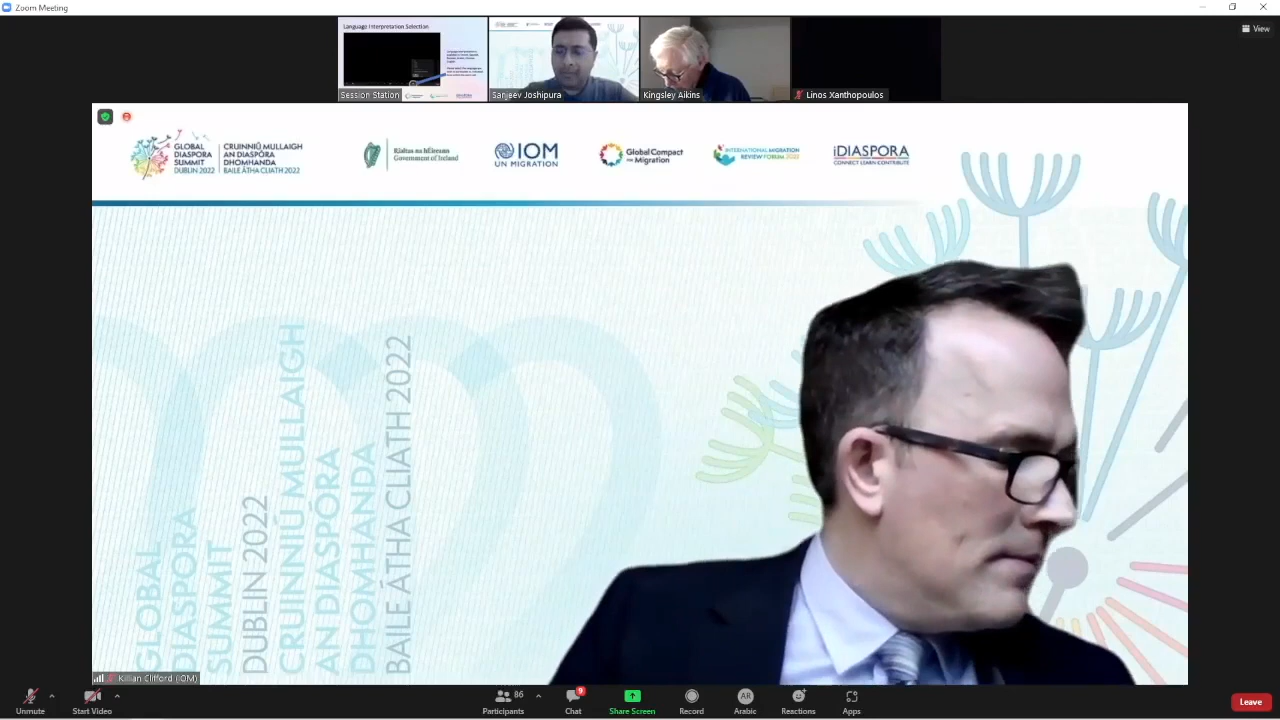 Zoom Meeting
View
Language Interpretation Selection
Session Station
Sanjeev Joshipura
Kingsley Aikins
Linos Xanthopoulos
GLOBAL
DIASPORA
SUMMIT
DUBLIN 2022
CRUINNIÚ MULLAIGH
AN DIASPÓRA
DHOMHANDA
BAILE ÁTHA CLIATH 2022
Rialtas na hÉireann
Government of Ireland
IOM
UN MIGRATION
Global Compact
for Migration
INTERNATIONAL MIGRATION
REVIEW FORUM 2022
iDIASPORA
CONNECT LEARN CONTRIBUTE
GLOBAL
DIASPORA
SUMMIT
DUBLIN 2022
CRUINNIÚ MULLAIGH
AN DIASPÓRA
DHOMHANDA
BAILE ÁTHA CLIATH 2022
Killian Clifford (IOM)
Unmute
Start Video
Participants
86
Chat
9
Share Screen
Record
AR
Arabic
Reactions
Apps
Leave